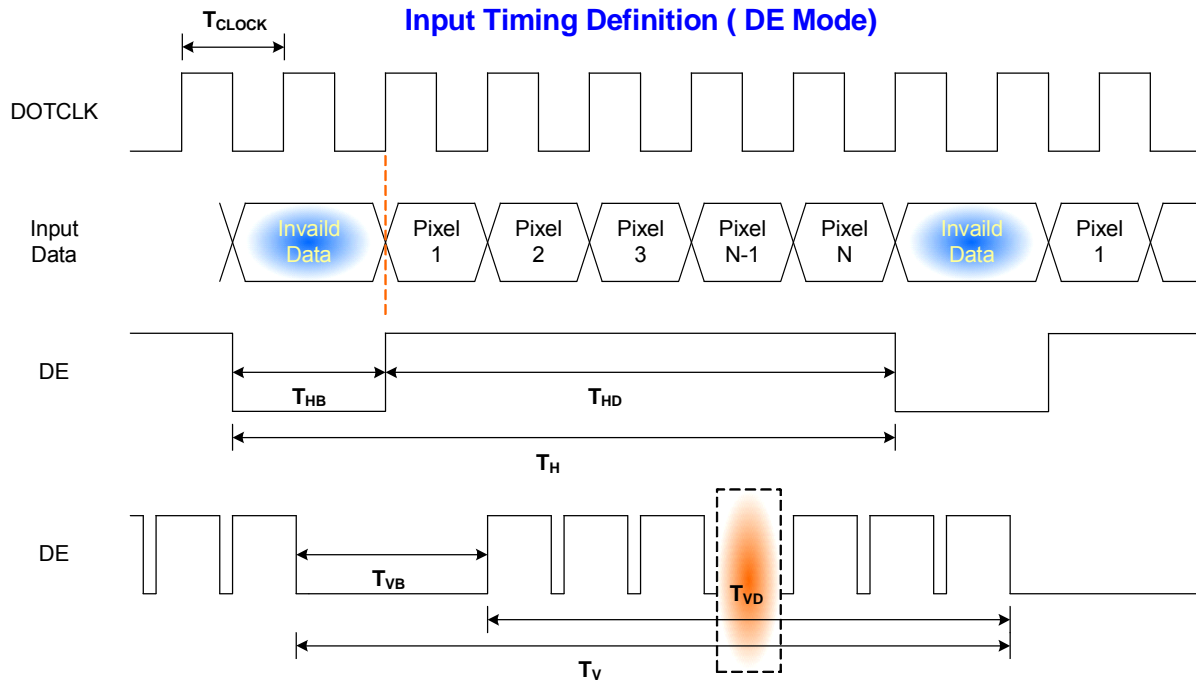 Input Timing Definition ( DE Mode)
TCLOCK
DOTCLK
Input
Data
Invaild
Data
Pixel
1
Pixel
2
Pixel
3
Pixel
N-1
Pixel
N
Invaild
Data
Pixel
1
DE
THB
THD
TH
DE
TVB
TVD
TV